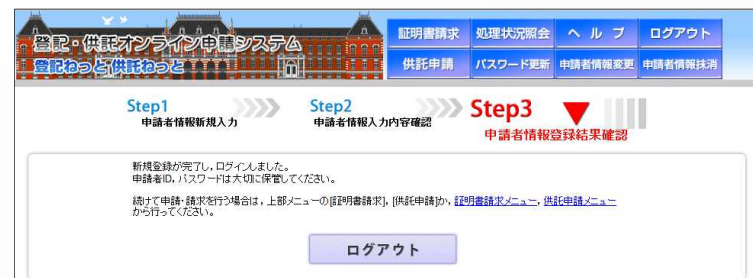 登記・供託オンライン申請システム
登記ねっと 供託ねっと
証明書請求 処理状況照会 ヘルプ ログアウト
供託申請 パスワード更新 申請者情報変更 申請者情報抹消
Step1
申請者情報新規入力
Step2
申請者情報入力内容確認
Step3
申請者情報登録結果確認
新規登録が完了し，ログインしました。
申請者ID，パスワードは大切に保管してください。
続けて申請・請求を行う場合は，上部メニューの[証明書請求]，[供託申請]か，証明書請求メニュー，供託申請メニュー
から行ってください。
ログアウト